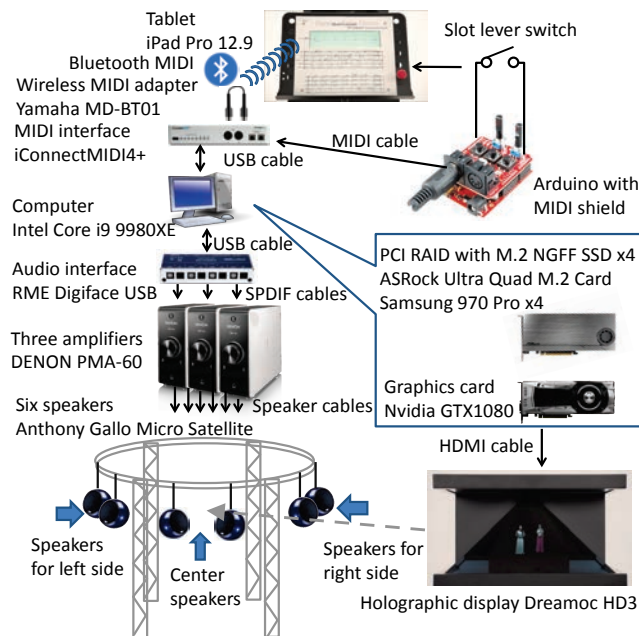 Tablet
iPad Pro 12.9
Bluetooth MIDI
Wireless MIDI adapter
Yamaha MD-BT01
MIDI interface
iConnectMIDI4+
USB cable
MIDI cable
Slot lever switch
Arduino with
MIDI shield
Computer
Intel Core i9 9980XE
USB cable
Audio interface
RME Digiface USB
SPDIF cables
Three amplifiers
DENON PMA-60
PCI RAID with M.2 NGFF SSD x4
ASRock Ultra Quad M.2 Card
Samsung 970 Pro x4
Graphics card
Nvidia GTX1080
Six speakers
Speaker cables
Anthony Gallo Micro Satellite
HDMI cable
Speakers
for left side
Center
speakers
Speakers for
right side
Holographic display Dreamoc HD3